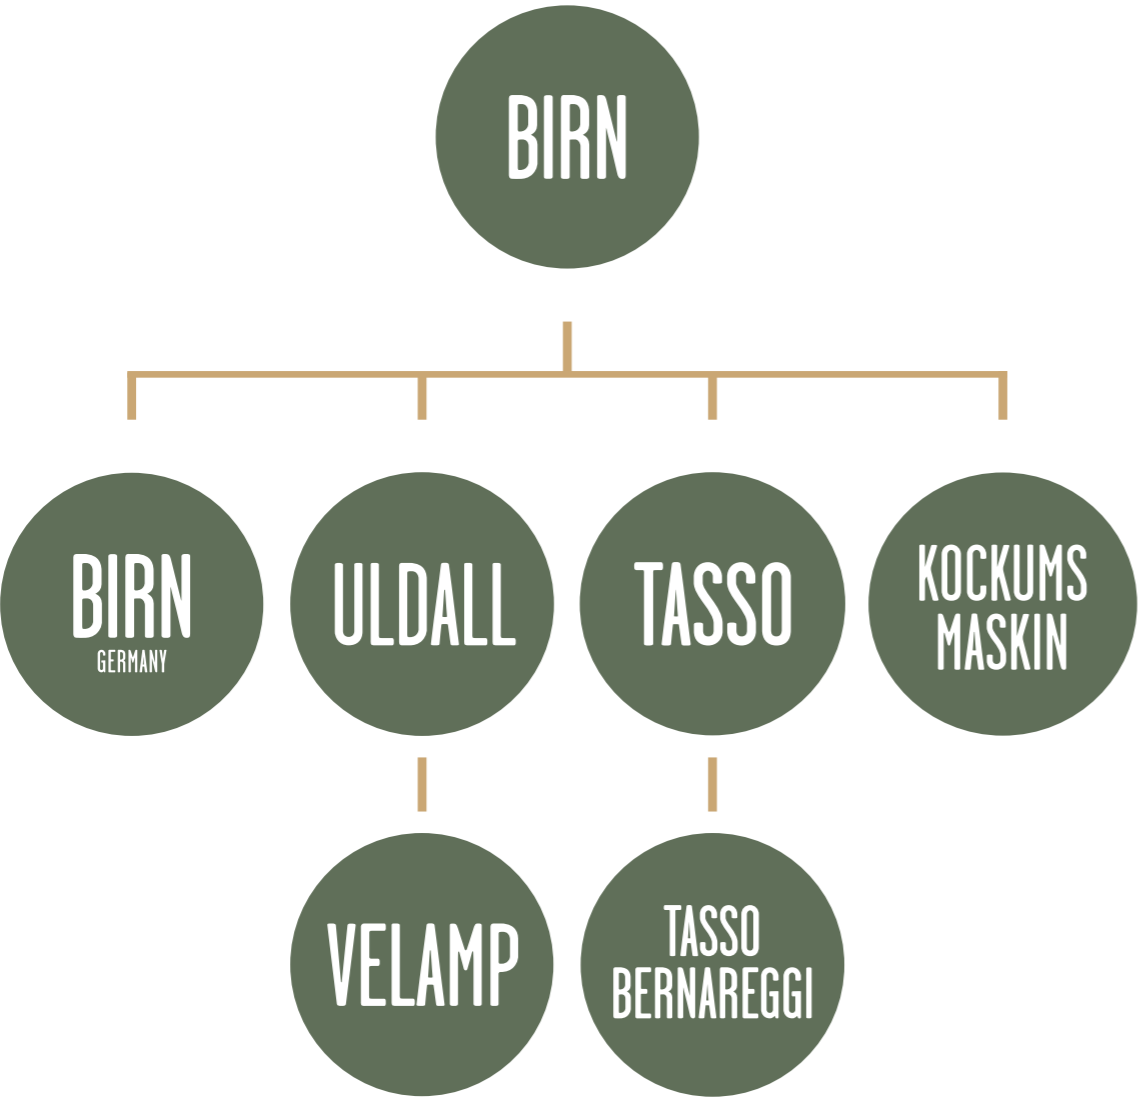 BIRN
BIRN
GERMANY
ULDALL
TASSO
KOCKUMS
MASKIN
VELAMP
TASSO
BERNAREGGI